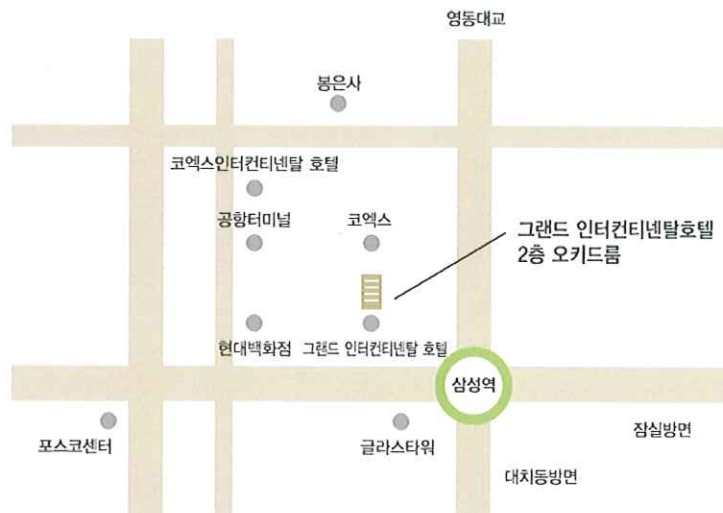 영동대교
봉은사
코엑스인터컨티넨탈 호텔
공항터미널
코엑스
그랜드 인터컨티넨탈호텔
2층 오키드룸
현대백화점
그랜드 인터컨티넨탈 호텔
삼성역
포스코센터
글라스타워
잠실방면
대치동방면